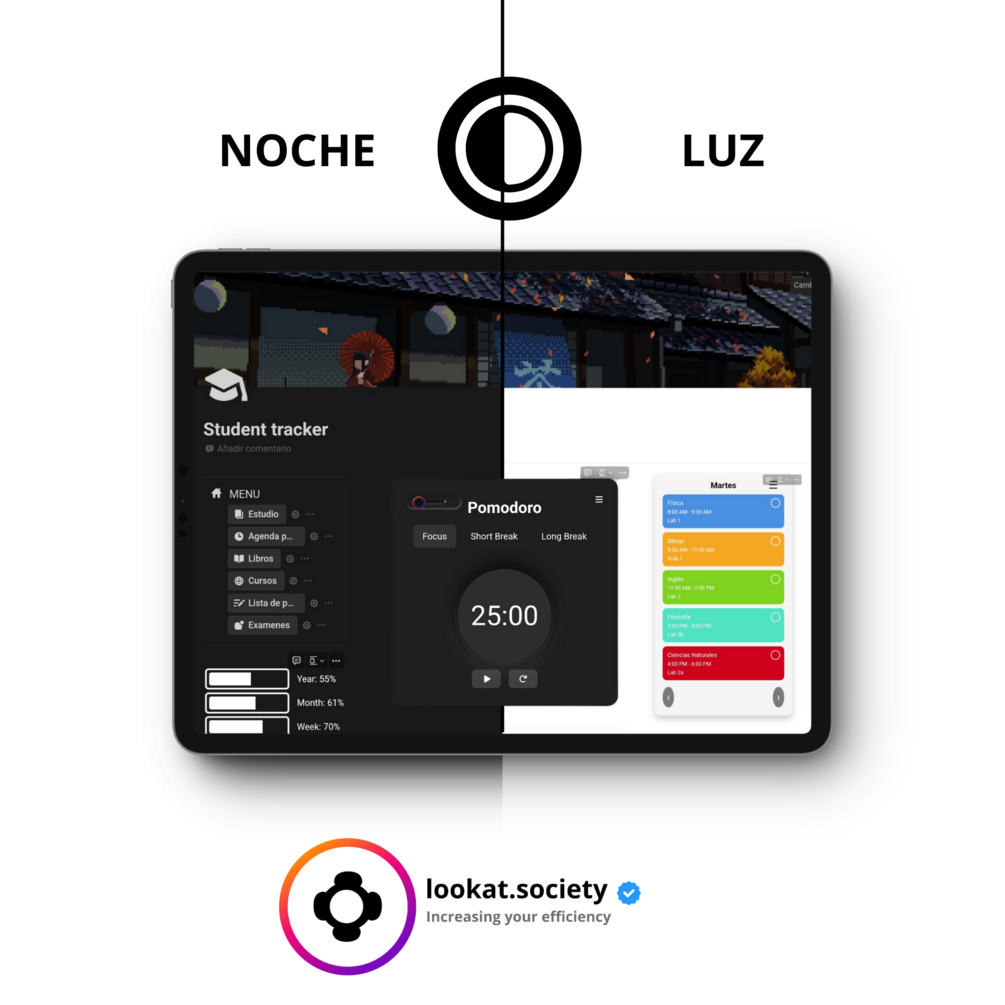 NOCHE
LUZ
Student tracker
Añadir comentario
MENU
Estudio
Agenda p...
Libros
Cursos
Lista de p...
Examenes
Year: 55%
Month: 61%
Week: 70%
Pomodoro
Focus Short Break Long Break
25:00
Martes
Física
8:00 AM - 9:30 AM
Lab 1
Dibujo
9:30 AM - 11:00 AM
Aula 1
Inglés
11:00 AM - 2:00 PM
Lab 3
Filosofía
2:00 PM - 4:00 PM
Lab 9b
Ciencias Naturales
4:00 PM - 6:00 PM
Lab 2a
lookat.society
Increasing your efficiency